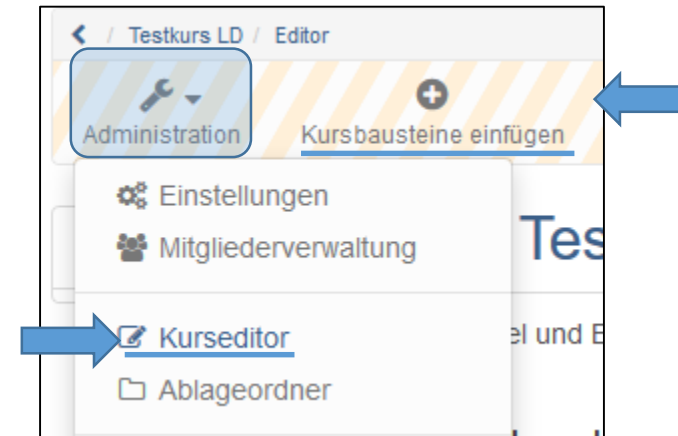 / Testkurs LD / Editor
Administration
Kursbausteine einfügen
Einstellungen
Tes
Mitgliederverwaltung
Kurseditor
el und E
Ablageordner